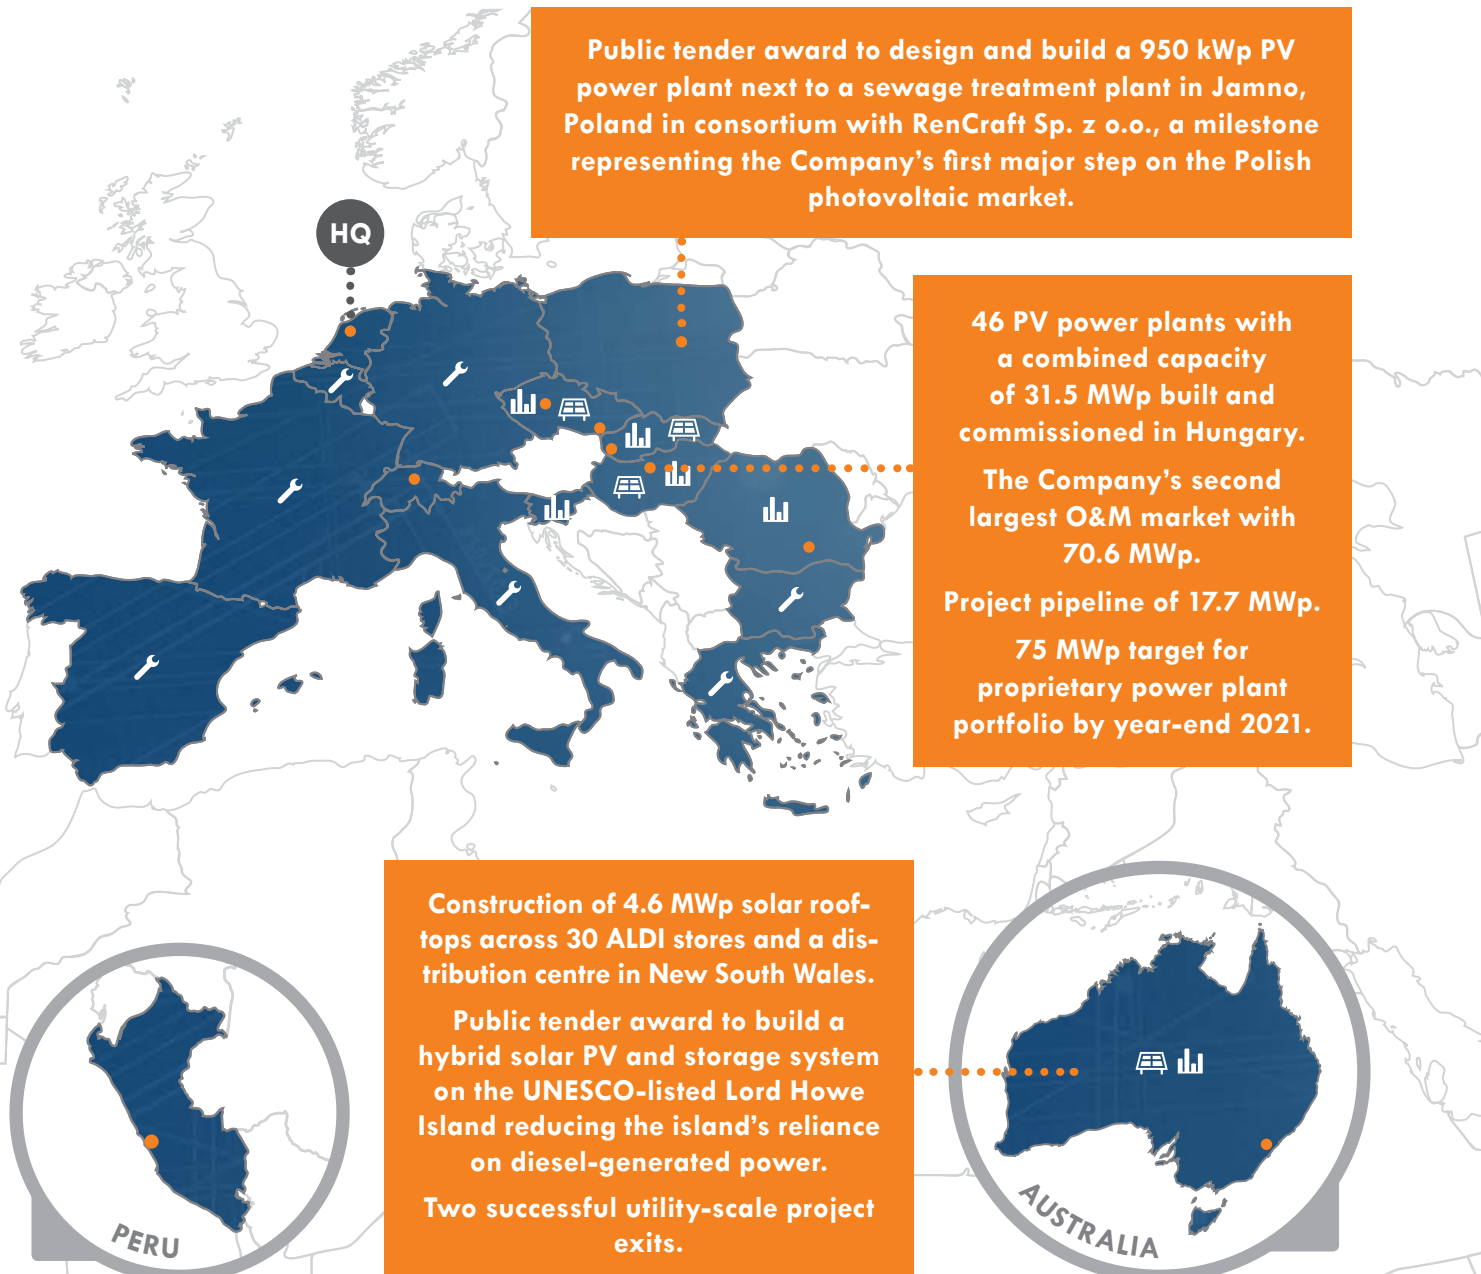 Public tender award to design and build a 950 kWp PV
power plant next to a sewage treatment plant in Jamno,
Poland in consortium with RenCraft Sp. z o.o., a milestone
representing the Company’s first major step on the Polish
photovoltaic market.
HQ
46 PV power plants with
a combined capacity
of 31.5 MWp built and
commissioned in Hungary.
The Company’s second
largest O&M market with
70.6 MWp.
Project pipeline of 17.7 MWp.
75 MWp target for
proprietary power plant
portfolio by year-end 2021.
Construction of 4.6 MWp solar roof-
tops across 30 ALDI stores and a dis-
tribution centre in New South Wales.
Public tender award to build a
hybrid solar PV and storage system
on the UNESCO-listed Lord Howe
Island reducing the island’s reliance
on diesel-generated power.
Two successful utility-scale project
exits.
PERU
AUSTRALIA